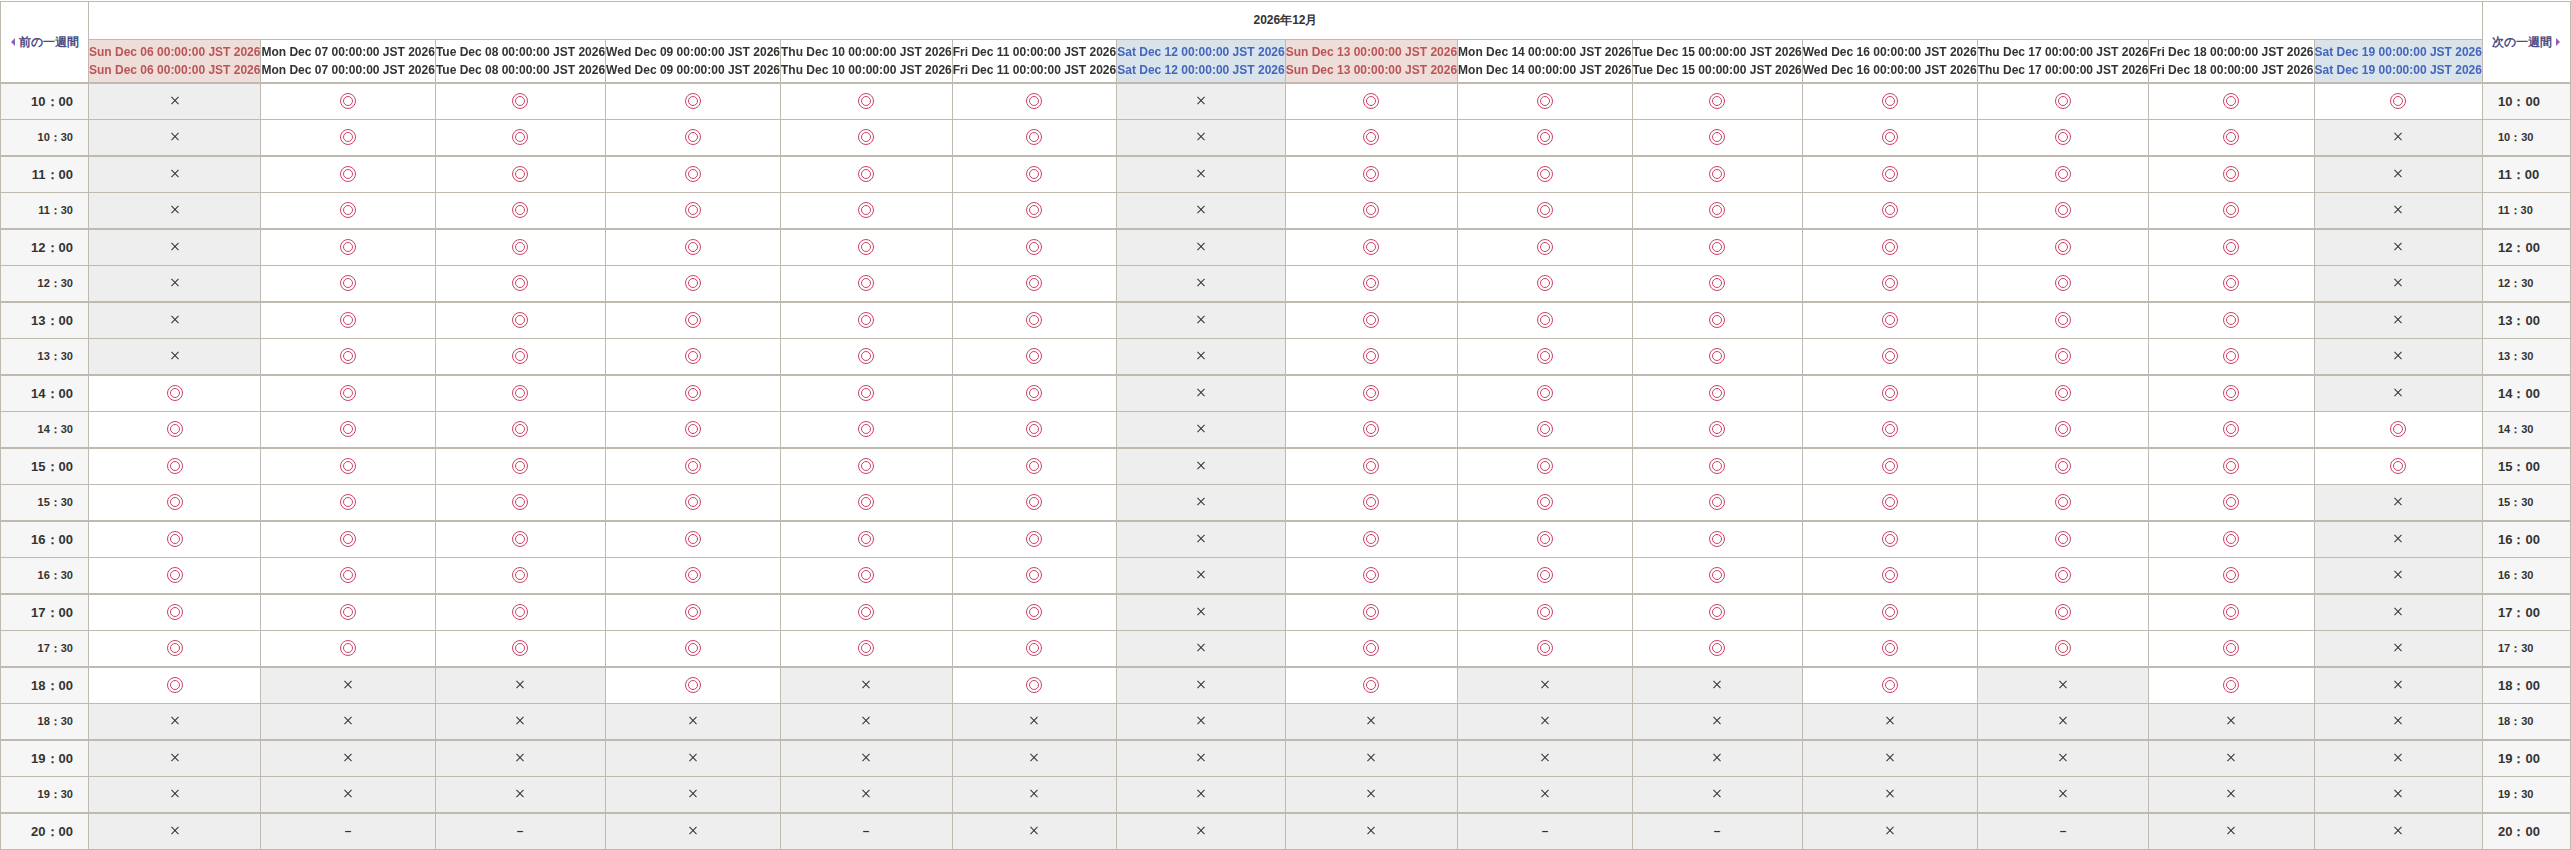 2026年12月
前の一週間 Sun Dec 06 00:00:00 JST 2026 Mon Dec 07 00:00:00 JST 2026 Tue Dec 08 00:00:00 JST 2026 Wed Dec 09 00:00:00 JST 2026 Thu Dec 10 00:00:00 JST 2026 Fri Dec 11 00:00:00 JST 2026 Sat Dec 12 00:00:00 JST 2026 Sun Dec 13 00:00:00 JST 2026 Mon Dec 14 00:00:00 JST 2026 Tue Dec 15 00:00:00 JST 2026 Wed Dec 16 00:00:00 JST 2026 Thu Dec 17 00:00:00 JST 2026 Fri Dec 18 00:00:00 JST 2026 Sat Dec 19 00:00:00 JST 2026 次の一週間
Sun Dec 06 00:00:00 JST 2026 Mon Dec 07 00:00:00 JST 2026 Tue Dec 08 00:00:00 JST 2026 Wed Dec 09 00:00:00 JST 2026 Thu Dec 10 00:00:00 JST 2026 Fri Dec 11 00:00:00 JST 2026 Sat Dec 12 00:00:00 JST 2026 Sun Dec 13 00:00:00 JST 2026 Mon Dec 14 00:00:00 JST 2026 Tue Dec 15 00:00:00 JST 2026 Wed Dec 16 00:00:00 JST 2026 Thu Dec 17 00:00:00 JST 2026 Fri Dec 18 00:00:00 JST 2026 Sat Dec 19 00:00:00 JST 2026
10：00 × ◎ ◎ ◎ ◎ ◎ × ◎ ◎ ◎ ◎ ◎ ◎ ◎ 10：00
10：30 × ◎ ◎ ◎ ◎ ◎ × ◎ ◎ ◎ ◎ ◎ ◎ × 10：30
11：00 × ◎ ◎ ◎ ◎ ◎ × ◎ ◎ ◎ ◎ ◎ ◎ × 11：00
11：30 × ◎ ◎ ◎ ◎ ◎ × ◎ ◎ ◎ ◎ ◎ ◎ × 11：30
12：00 × ◎ ◎ ◎ ◎ ◎ × ◎ ◎ ◎ ◎ ◎ ◎ × 12：00
12：30 × ◎ ◎ ◎ ◎ ◎ × ◎ ◎ ◎ ◎ ◎ ◎ × 12：30
13：00 × ◎ ◎ ◎ ◎ ◎ × ◎ ◎ ◎ ◎ ◎ ◎ × 13：00
13：30 × ◎ ◎ ◎ ◎ ◎ × ◎ ◎ ◎ ◎ ◎ ◎ × 13：30
14：00 ◎ ◎ ◎ ◎ ◎ ◎ × ◎ ◎ ◎ ◎ ◎ ◎ × 14：00
14：30 ◎ ◎ ◎ ◎ ◎ ◎ × ◎ ◎ ◎ ◎ ◎ ◎ ◎ 14：30
15：00 ◎ ◎ ◎ ◎ ◎ ◎ × ◎ ◎ ◎ ◎ ◎ ◎ ◎ 15：00
15：30 ◎ ◎ ◎ ◎ ◎ ◎ × ◎ ◎ ◎ ◎ ◎ ◎ × 15：30
16：00 ◎ ◎ ◎ ◎ ◎ ◎ × ◎ ◎ ◎ ◎ ◎ ◎ × 16：00
16：30 ◎ ◎ ◎ ◎ ◎ ◎ × ◎ ◎ ◎ ◎ ◎ ◎ × 16：30
17：00 ◎ ◎ ◎ ◎ ◎ ◎ × ◎ ◎ ◎ ◎ ◎ ◎ × 17：00
17：30 ◎ ◎ ◎ ◎ ◎ ◎ × ◎ ◎ ◎ ◎ ◎ ◎ × 17：30
18：00 ◎ × × ◎ × ◎ × ◎ × × ◎ × ◎ × 18：00
18：30 × × × × × × × × × × × × × × 18：30
19：00 × × × × × × × × × × × × × × 19：00
19：30 × × × × × × × × × × × × × × 19：30
20：00 × － － × － × × × － － × － × × 20：00